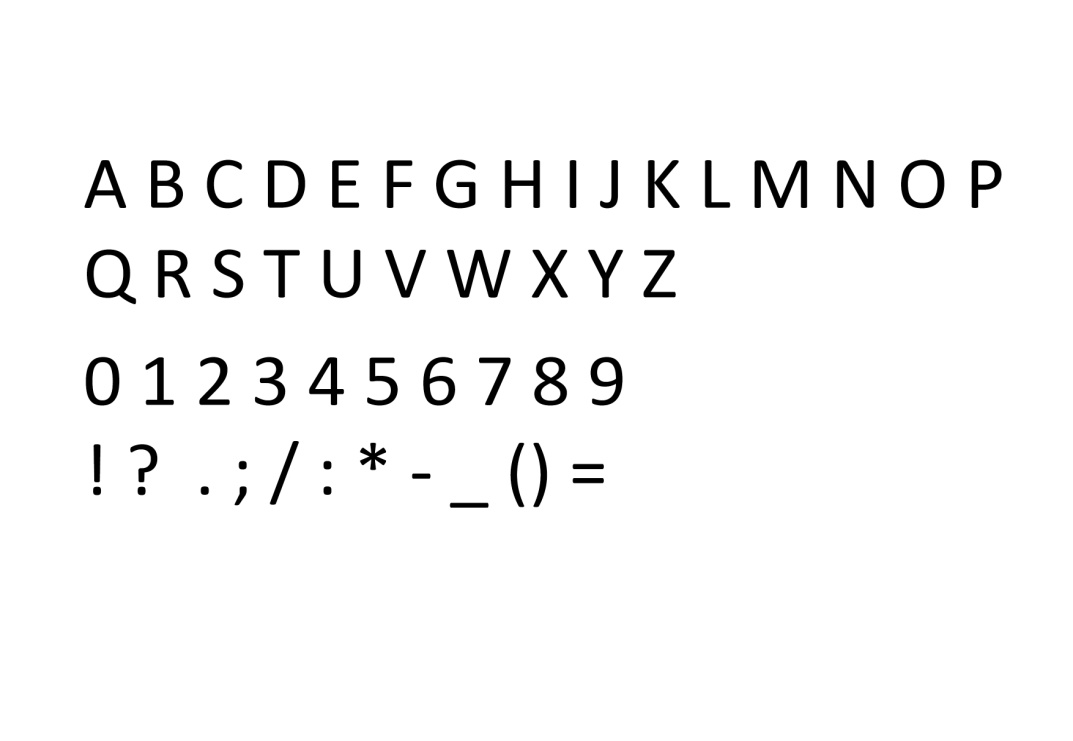 A B C D E F G H I J K L M N O P
Q R S T U V W X Y Z
0 1 2 3 4 5 6 7 8 9
! ? . ; / : * - _ () =